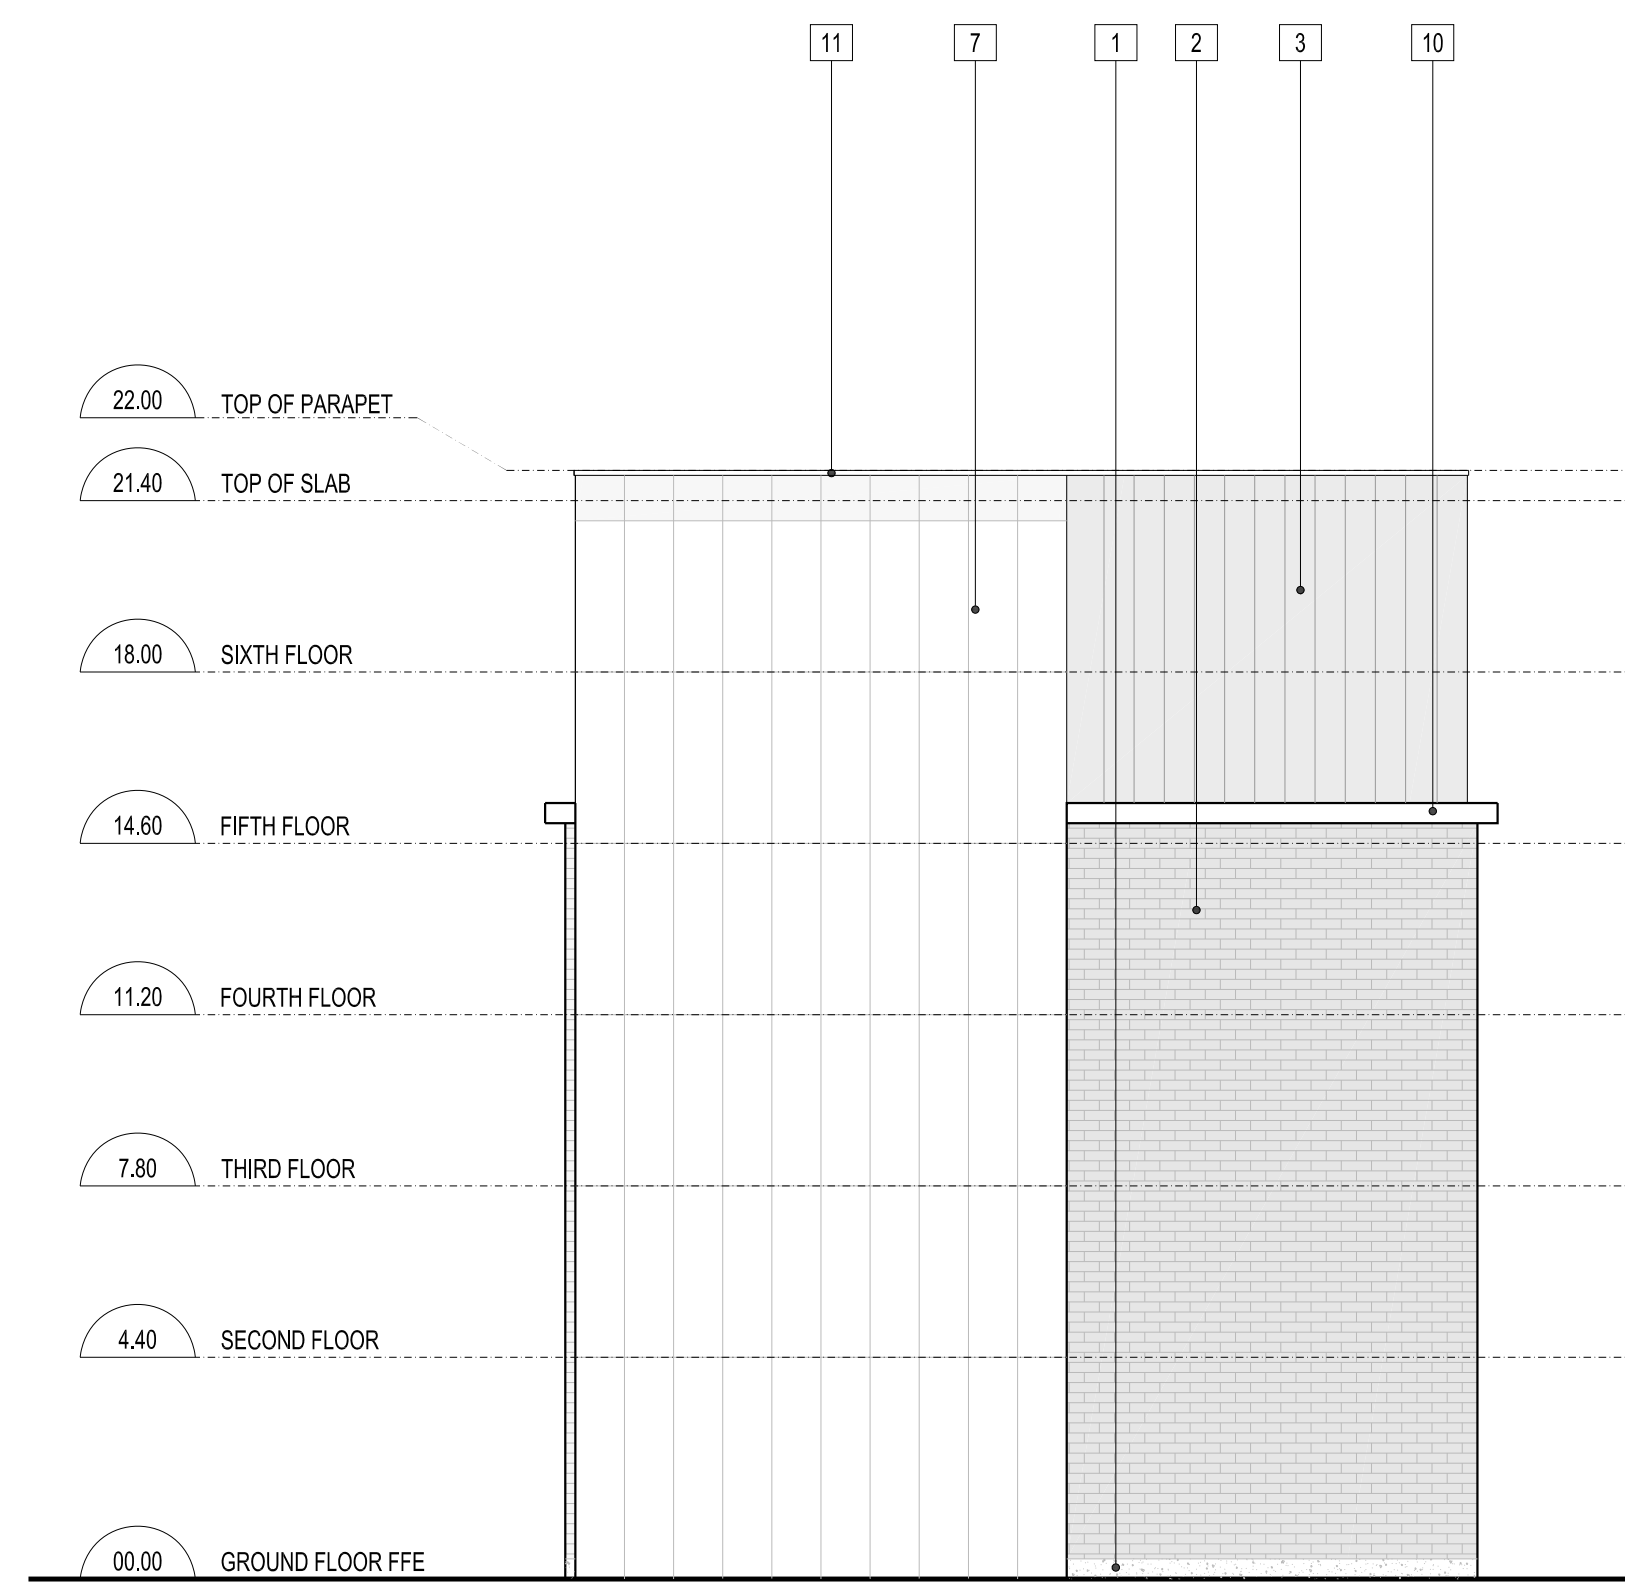 11 7 1 2 3 10
22.00 TOP OF PARAPET
21.40 TOP OF SLAB
18.00 SIXTH FLOOR
14.60 FIFTH FLOOR
11.20 FOURTH FLOOR
7.80 THIRD FLOOR
4.40 SECOND FLOOR
00.00 GROUND FLOOR FFE